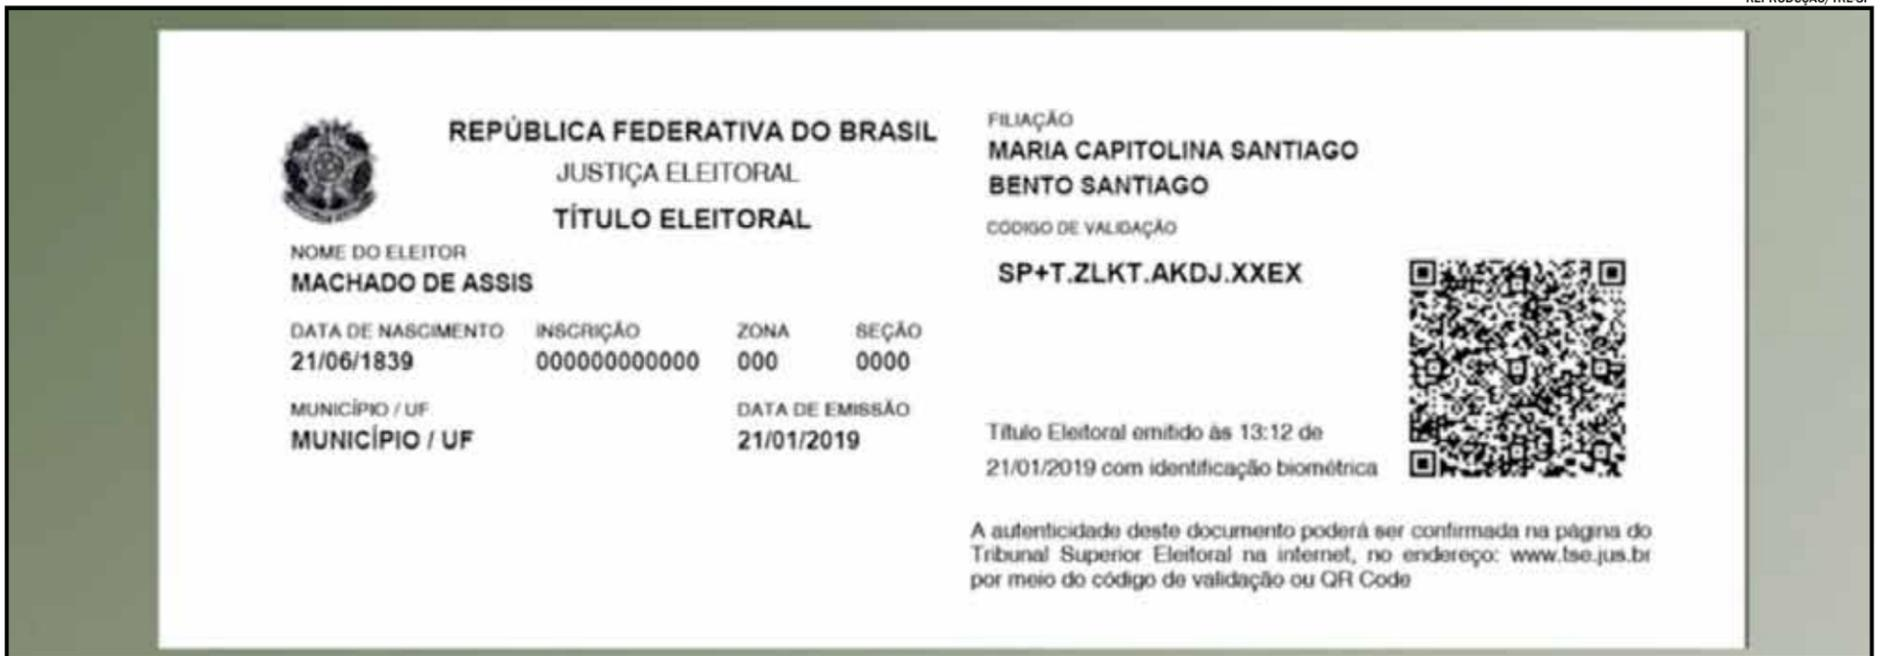 REPRODUÇÃO/TRE-SP
REPÚBLICA FEDERATIVA DO BRASIL
JUSTIÇA ELEITORAL
TÍTULO ELEITORAL
NOME DO ELEITOR
MACHADO DE ASSIS
DATA DE NASCIMENTO INSCRIÇÃO ZONA SEÇÃO
21/06/1839 000000000000 000 0000
MUNICÍPIO / UF DATA DE EMISSÃO
MUNICÍPIO / UF 21/01/2019
FILIAÇÃO
MARIA CAPITOLINA SANTIAGO
BENTO SANTIAGO
CÓDIGO DE VALIDAÇÃO
SP+T.ZLKT.AKDJ.XXEX
Título Eleitoral emitido às 13:12 de
21/01/2019 com identificação biométrica
A autenticidade deste documento poderá ser confirmada na página do
Tribunal Superior Eleitoral na internet, no endereço: www.tse.jus.br
por meio do código de validação ou QR Code